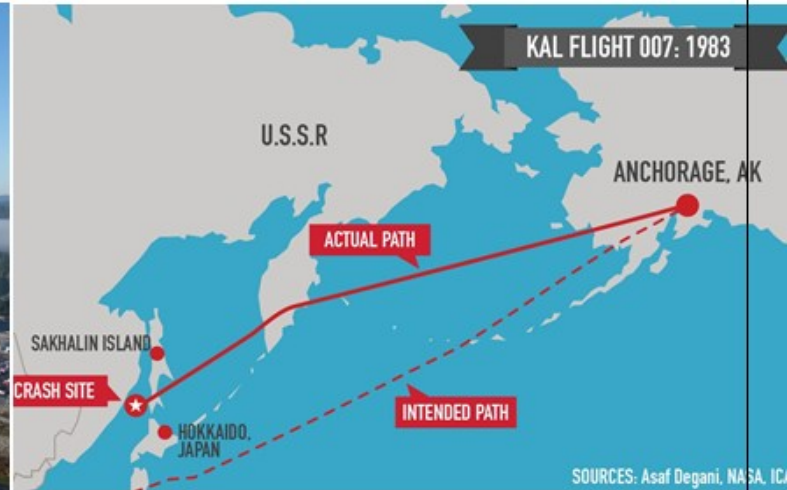 KAL FLIGHT 007: 1983
U.S.S.R
ANCHORAGE, AK
ACTUAL PATH
SAKHALIN ISLAND
CRASH SITE
INTENDED PATH
HOKKAIDO,
JAPAN
SOURCES: Asaf Degani, NASA, ICA